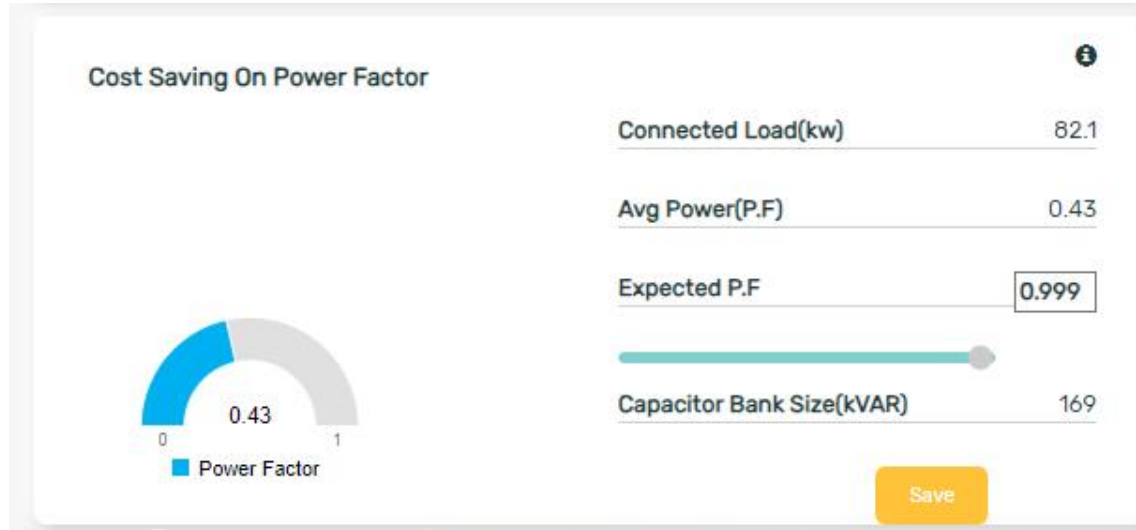 Cost Saving On Power Factor
Connected Load(kw) 82.1
Avg Power(P.F) 0.43
Expected P.F 0.999
Capacitor Bank Size(kVAR) 169
0.43
0 1
Power Factor
Save